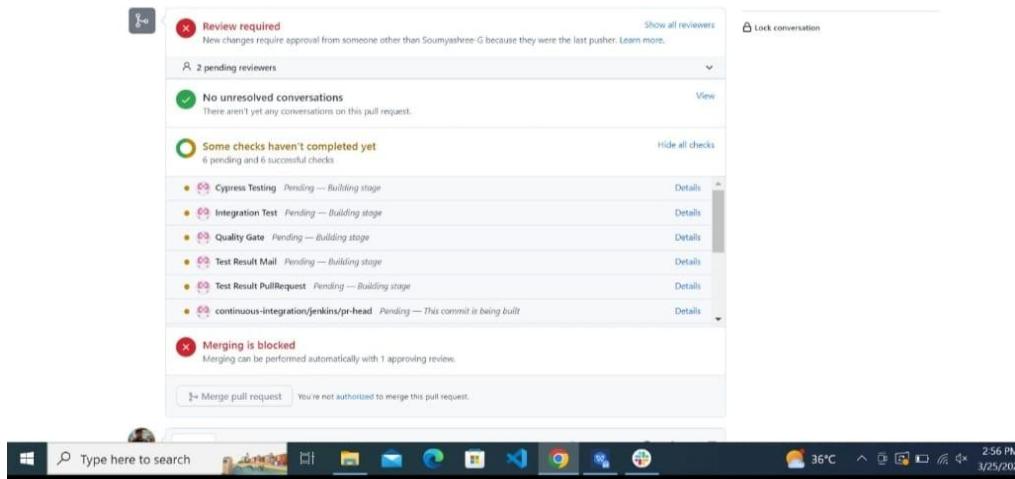 Review required
Show all reviewers
New changes require approval from someone other than Soumyashree-G because they were the last pusher. Learn more.
2 pending reviewers
No unresolved conversations
View
There aren't yet any conversations on this pull request.
Some checks haven't completed yet
Hide all checks
6 pending and 6 successful checks
Cypress Testing Pending — Building stage Details
Integration Test Pending — Building stage Details
Quality Gate Pending — Building stage Details
Test Result Mail Pending — Building stage Details
Test Result PullRequest Pending — Building stage Details
continuous-integration/jenkins/pr-head Pending — This commit is being built Details
Merging is blocked
Merging can be performed automatically with 1 approving review.
Merge pull request You're not authorized to merge this pull request.
Lock conversation
Type here to search
36°C
2:56 PM
3/25/20